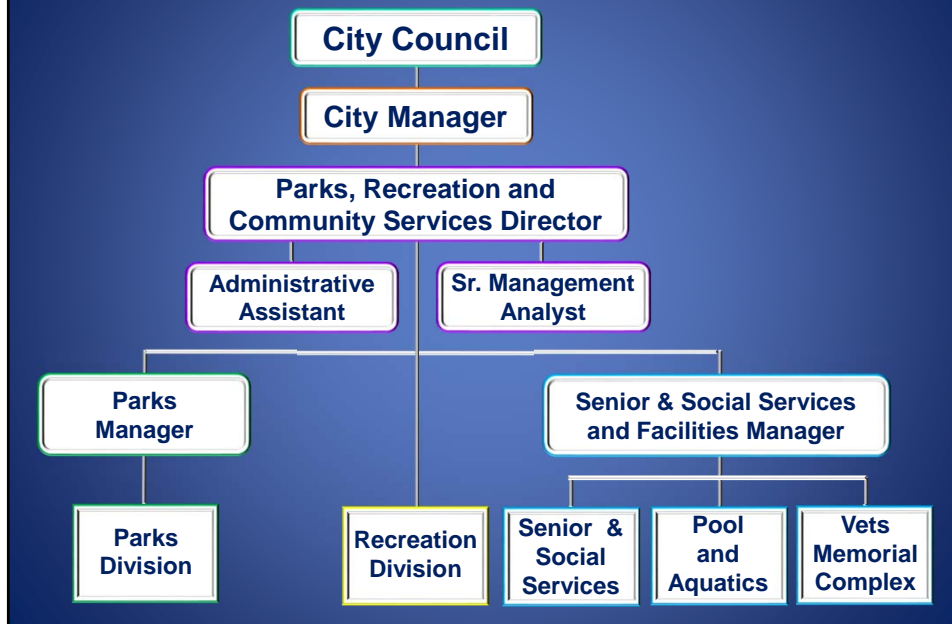 City Council
City Manager
Parks, Recreation and
Community Services Director
Administrative
Assistant
Sr. Management
Analyst
Parks
Manager
Senior & Social Services
and Facilities Manager
Parks
Division
Recreation
Division
Senior &
Social
Services
Pool
and
Aquatics
Vets
Memorial
Complex